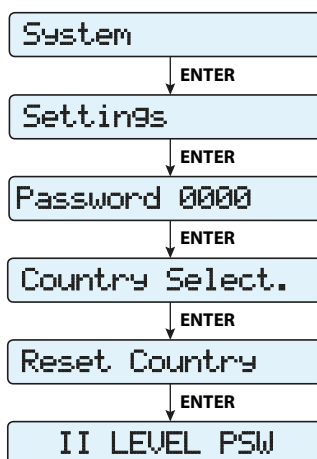 System
ENTER
Settings
ENTER
Password 0000
ENTER
Country Select.
ENTER
Reset Country
ENTER
II LEVEL PSW